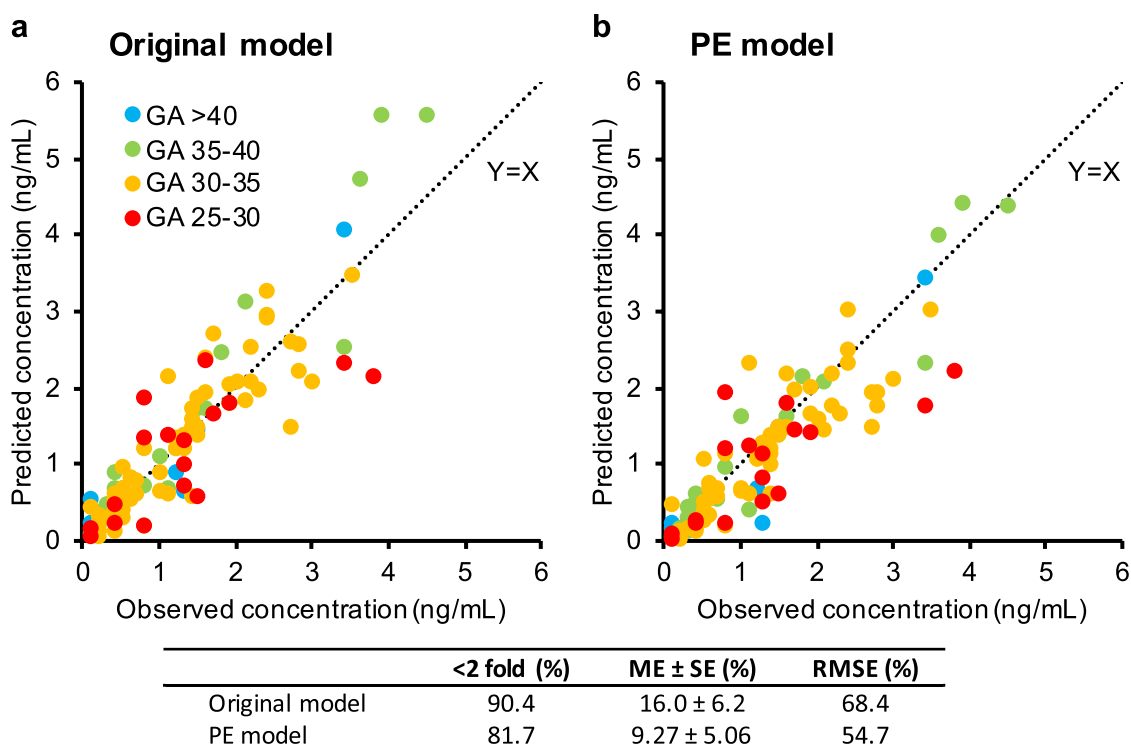 a
Original model
6
5
4
3
2
1
0
Predicted concentration (ng/mL)
GA >40
GA 35-40
GA 30-35
GA 25-30
Y=X
0 1 2 3 4 5 6
Observed concentration (ng/mL)
b
PE model
6
5
4
3
2
1
0
Predicted concentration (ng/mL)
Y=X
0 1 2 3 4 5 6
Observed concentration (ng/mL)
<2 fold (%) ME ± SE (%) RMSE (%)
Original model 90.4 16.0 ± 6.2 68.4
PE model 81.7 9.27 ± 5.06 54.7